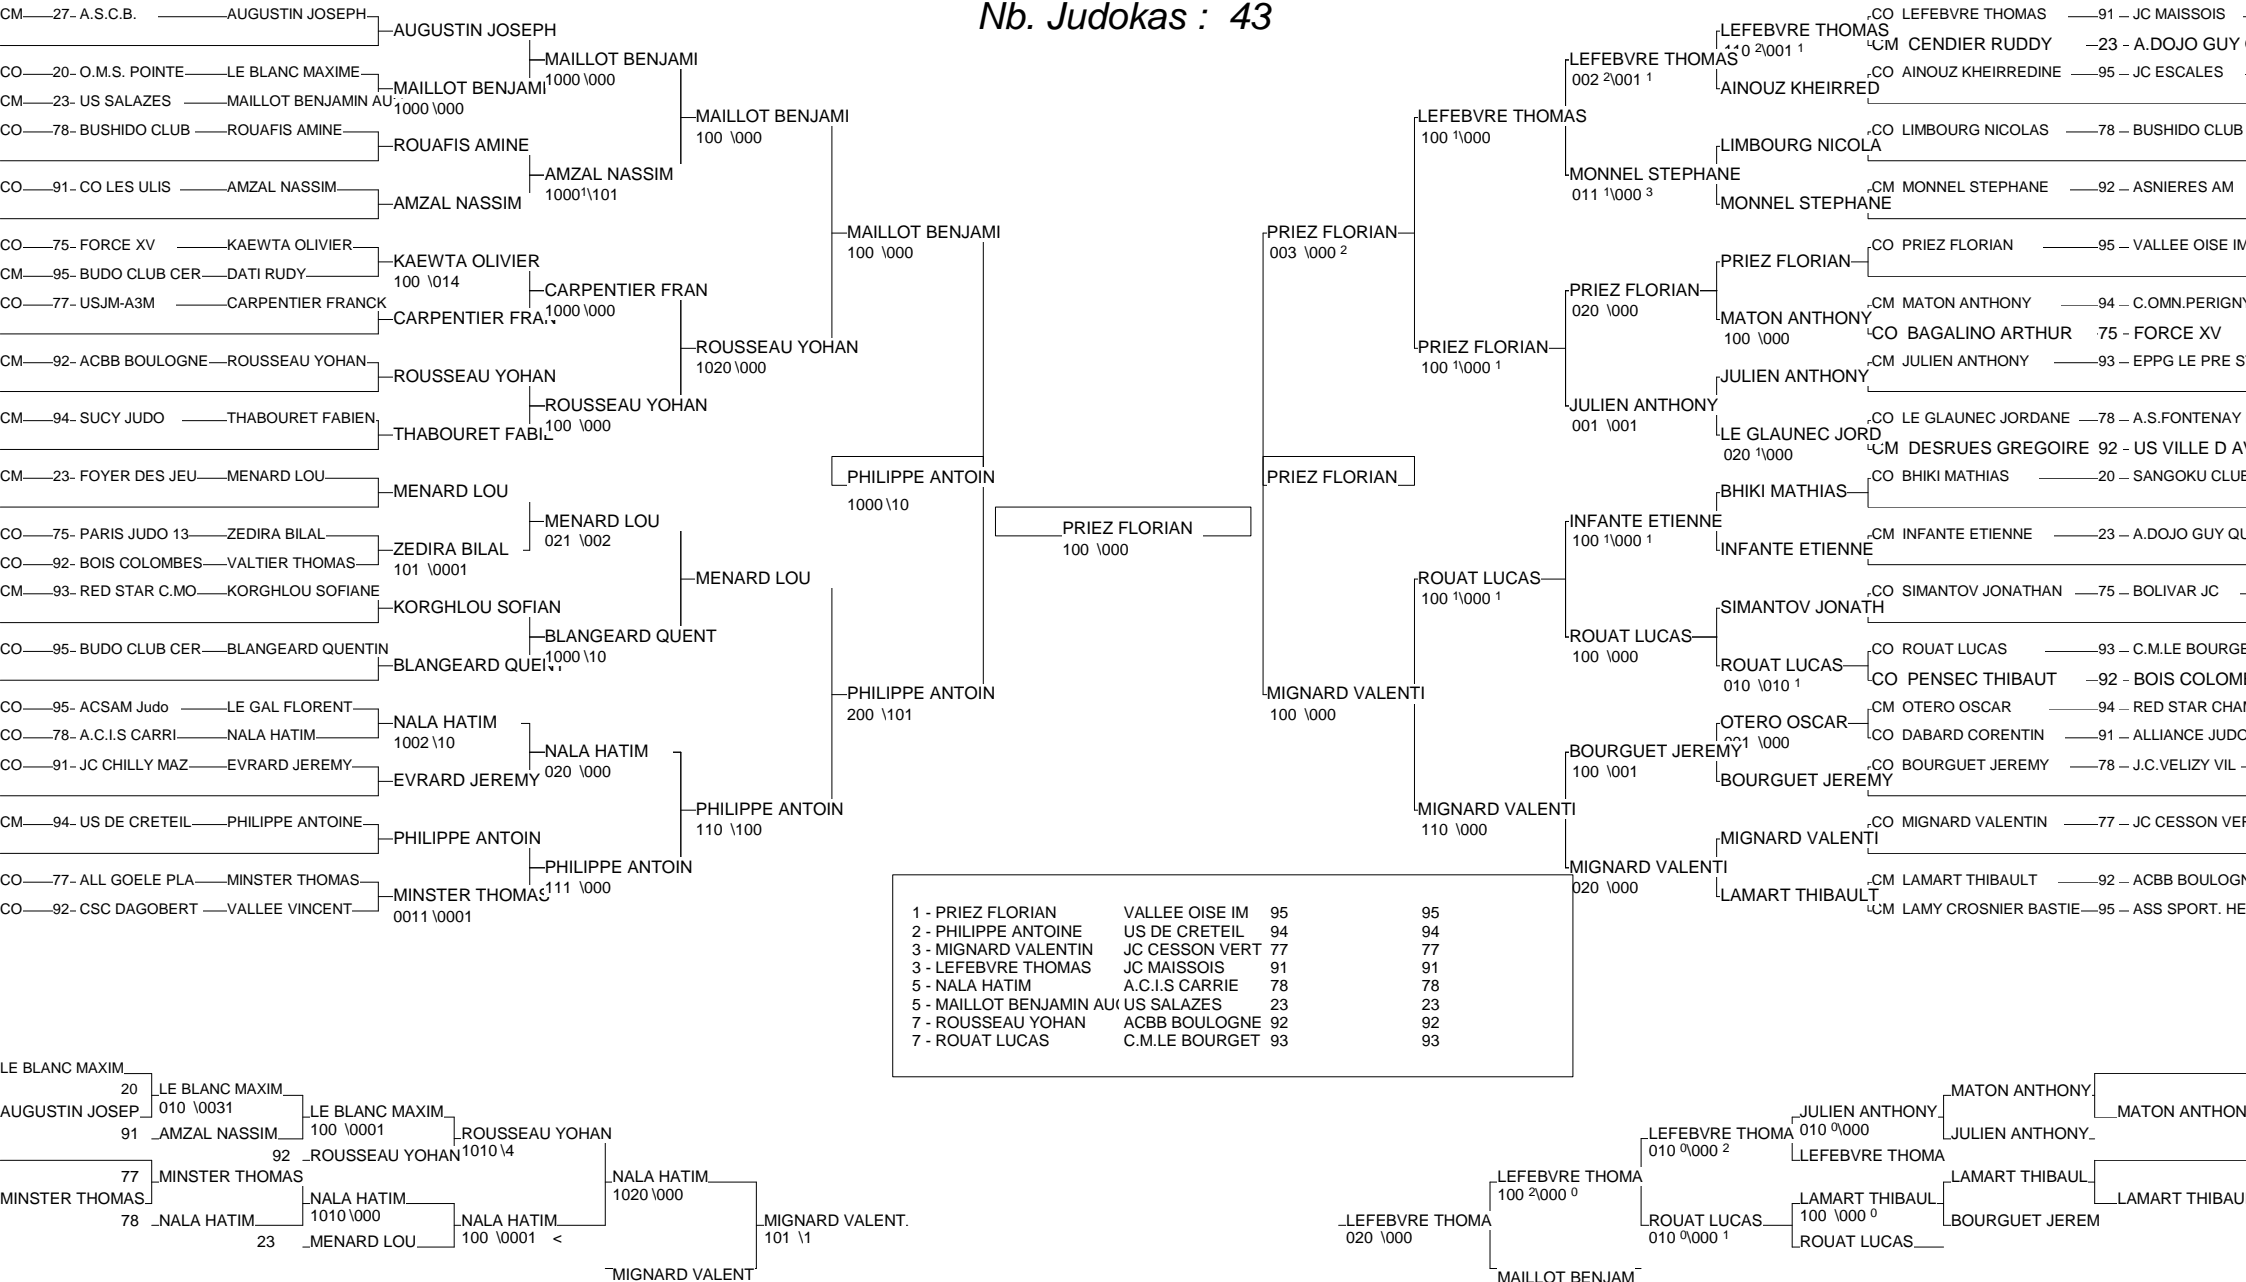 Nb. Judokas : 43
CM 27- A.S.C.B. AUGUSTIN JOSEPH
CO 20- O.M.S. POINTE LE BLANC MAXIME
CM 23- US SALAZES MAILLOT BENJAMIN AU
CO 78- BUSHIDO CLUB ROUAFIS AMINE
CO 91- CO LES ULIS AMZAL NASSIM
CO 75- FORCE XV KAEWTA OLIVIER
CM 95- BUDO CLUB CER DATI RUDY
CO 77- USJM-A3M CARPENTIER FRANCK
CM 92- ACBB BOULOGNE ROUSSEAU YOHAN
CM 94- SUCY JUDO THABOURET FABIEN
CM 23- FOYER DES JEU MENARD LOU
CO 75- PARIS JUDO 13 ZEDIRA BILAL
CO 92- BOIS COLOMBES VALTIER THOMAS
CM 93- RED STAR C.MO KORGHLOU SOFIANE
CO 95- BUDO CLUB CER BLANGEARD QUENTIN
CO 95- ACSAM Judo LE GAL FLORENT
CO 78- A.C.I.S CARRI NALA HATIM
CO 91- JC CHILLY MAZ EVRARD JEREMY
CM 94- US DE CRETEIL PHILIPPE ANTOINE
CO 77- ALL GOELE PLA MINSTER THOMAS
CO 92- CSC DAGOBERT VALLEE VINCENT
AUGUSTIN JOSEPH
MAILLOT BENJAMI
1000 \000
ROUAFIS AMINE
AMZAL NASSIM
KAEWTA OLIVIER
100 \014
CARPENTIER FRAN
ROUSSEAU YOHAN
THABOURET FABIE
MENARD LOU
ZEDIRA BILAL
101 \0001
KORGHLOU SOFIAN
BLANGEARD QUENT
NALA HATIM
1002 \10
EVRARD JEREMY
PHILIPPE ANTOIN
MINSTER THOMAS
0011 \0001
MAILLOT BENJAMI
1000 \000
AMZAL NASSIM
1000 1\101
CARPENTIER FRAN
1000 \000
ROUSSEAU YOHAN
100 \000
MENARD LOU
021 \002
BLANGEARD QUENT
1000 \10
NALA HATIM
020 \000
PHILIPPE ANTOIN
111 \000
MAILLOT BENJAMI
100 \000
ROUSSEAU YOHAN
1020 \000
MENARD LOU
PHILIPPE ANTOIN
110 \100
MAILLOT BENJAMI
100 \000
PHILIPPE ANTOIN
200 \101
PHILIPPE ANTOIN
1000 \10
PRIEZ FLORIAN
100 \000
PRIEZ FLORIAN
PRIEZ FLORIAN
003 \000 2
MIGNARD VALENTI
100 \000
LEFEBVRE THOMAS
100 1\000
PRIEZ FLORIAN
100 1\000 1
ROUAT LUCAS
100 1\000 1
MIGNARD VALENTI
110 \000
LEFEBVRE THOMAS
002 2\001 1
MONNEL STEPHANE
011 1\000 3
PRIEZ FLORIAN
020 \000
JULIEN ANTHONY
001 \001
INFANTE ETIENNE
100 1\000 1
ROUAT LUCAS
100 \000
BOURGUET JEREMY
100 \001
MIGNARD VALENTI
020 \000
LEFEBVRE THOMAS
110 2\001 1
AINOUZ KHEIRRED
LIMBOURG NICOLA
MONNEL STEPHANE
PRIEZ FLORIAN
MATON ANTHONY
100 \000
JULIEN ANTHONY
LE GLAUNEC JORD
020 1\000
BHIKI MATHIAS
INFANTE ETIENNE
SIMANTOV JONATH
ROUAT LUCAS
010 \010 1
OTERO OSCAR
001 \000
BOURGUET JEREMY
MIGNARD VALENTI
LAMART THIBAULT
CO LEFEBVRE THOMAS 91 – JC MAISSOIS
CM CENDIER RUDDY 23 - A.DOJO GUY
CO AINOUZ KHEIRREDINE 95 – JC ESCALES
CO LIMBOURG NICOLAS 78 – BUSHIDO CLUB
CM MONNEL STEPHANE 92 – ASNIERES AM
CO PRIEZ FLORIAN 95 – VALLEE OISE IM
CM MATON ANTHONY 94 – C.OMN.PERIGNY
CO BAGALINO ARTHUR 75 - FORCE XV
CM JULIEN ANTHONY 93 – EPPG LE PRE S
CO LE GLAUNEC JORDANE 78 – A.S.FONTENAY
CM DESRUES GREGOIRE 92 - US VILLE D AV
CO BHIKI MATHIAS 20 – SANGOKU CLUB
CM INFANTE ETIENNE 23 – A.DOJO GUY QU
CO SIMANTOV JONATHAN 75 – BOLIVAR JC
CO ROUAT LUCAS 93 – C.M.LE BOURGE
CO PENSEC THIBAUT 92 - BOIS COLOM
CM OTERO OSCAR 94 – RED STAR CHAM
CO DABARD CORENTIN 91 – ALLIANCE JUDO
CO BOURGUET JEREMY 78 – J.C.VELIZY VIL
CO MIGNARD VALENTIN 77 – JC CESSON VER
CM LAMART THIBAULT 92 – ACBB BOULOGN
CM LAMY CROSNIER BASTIE 95 – ASS SPORT. HE
1 - PRIEZ FLORIAN VALLEE OISE IM 95 95
2 - PHILIPPE ANTOINE US DE CRETEIL 94 94
3 - MIGNARD VALENTIN JC CESSON VERT 77 77
3 - LEFEBVRE THOMAS JC MAISSOIS 91 91
5 - NALA HATIM A.C.I.S CARRIE 78 78
5 - MAILLOT BENJAMIN AU US SALAZES 23 23
7 - ROUSSEAU YOHAN ACBB BOULOGNE 92 92
7 - ROUAT LUCAS C.M.LE BOURGET 93 93
LE BLANC MAXIM
20
AUGUSTIN JOSEP
91
77
MINSTER THOMAS
78
LE BLANC MAXIM
010 \0031
AMZAL NASSIM
92
MINSTER THOMAS
NALA HATIM
23
LE BLANC MAXIM
100 \0001
ROUSSEAU YOHAN
NALA HATIM
1010 \000
MENARD LOU
ROUSSEAU YOHAN
1010 \4
NALA HATIM
100 \0001 <
NALA HATIM
1020 \000
MIGNARD VALENT
MIGNARD VALENT.
101 \1
LEFEBVRE THOMA
020 \000
LEFEBVRE THOMA
100 2\000 0
MAILLOT BENJAM
LEFEBVRE THOMA
010 0\000 2
ROUAT LUCAS
010 0\000 1
JULIEN ANTHONY
010 0\000
LEFEBVRE THOMA
LAMART THIBAUL
100 \000 0
ROUAT LUCAS
MATON ANTHONY
JULIEN ANTHONY
LAMART THIBAUL
BOURGUET JEREM
MATON ANTHON
LAMART THIBAU